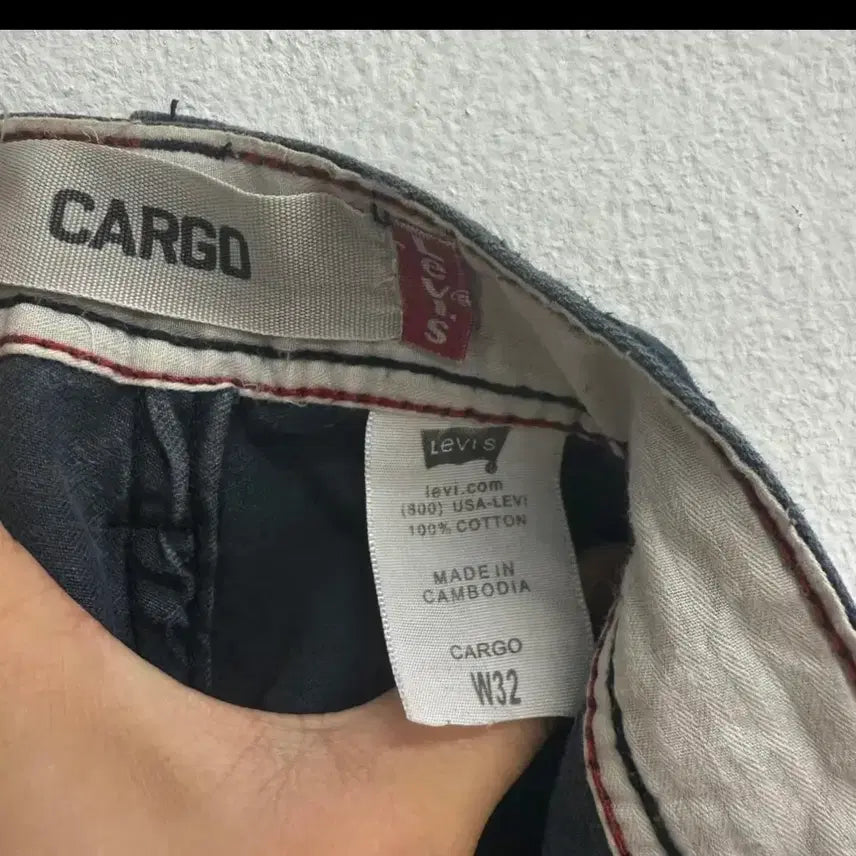 CARGO
LEVI'S
Levi's
levi.com
(800) USA-LEVI
100% COTTON
MADE IN
CAMBODIA
CARGO
W32